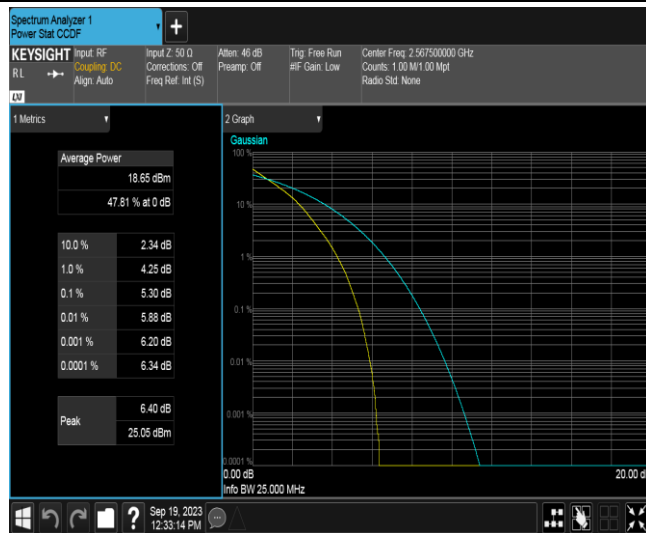 Spectrum Analyzer 1
Power Stat CCDF
+
KEYSIGHT
RL
Input: RF
Coupling: DC
Align: Auto
Input Z: 50 Ω
Corrections: Off
Freq Ref: Int (S)
Atten: 46 dB
Preamp: Off
Trig: Free Run
#IF Gain: Low
Center Freq: 2.567500000 GHz
Counts: 1.00 M/1.00 Mpt
Radio Std: None
1 Metrics
Average Power
18.65 dBm
47.81 % at 0 dB
10.0 % 2.34 dB
1.0 % 4.25 dB
0.1 % 5.30 dB
0.01 % 5.88 dB
0.001 % 6.20 dB
0.0001 % 6.34 dB
Peak
6.40 dB
25.05 dBm
2 Graph
Gaussian
100 %
10 %
1 %
0.1 %
0.01 %
0.001 %
0.0001 %
0.00 dB
20.00 d
Info BW 25.000 MHz
?
Sep 19, 2023
12:33:14 PM